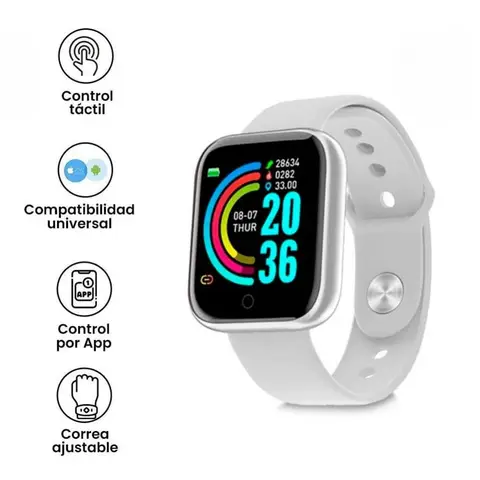 Control
táctil
Compatibilidad
universal
APP
Control
por App
Correa
ajustable
28634
0282
33.00
08-07
THUR
20
36